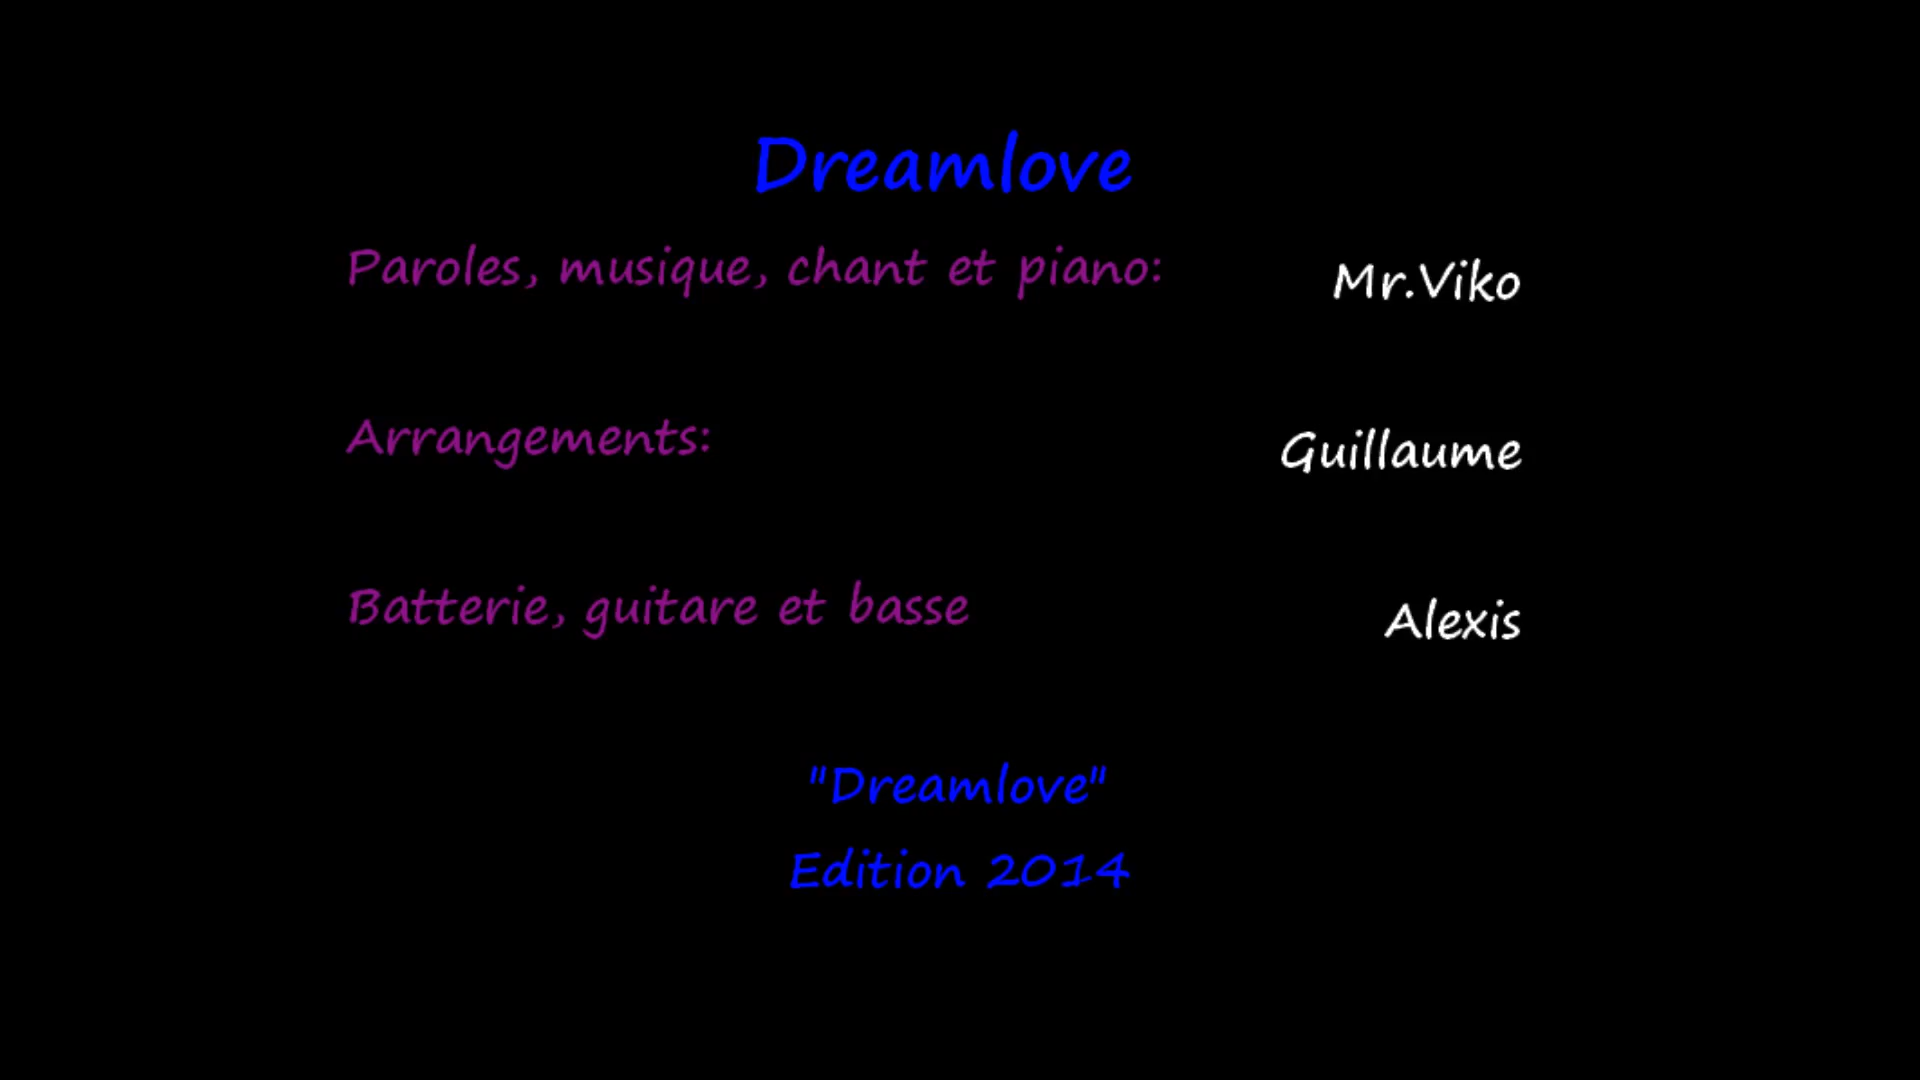 Dreamlove
Paroles, musique, chant et piano: Mr.Viko
Arrangements: Guillaume
Batterie, guitare et basse Alexis
"Dreamlove"
Edition 2014